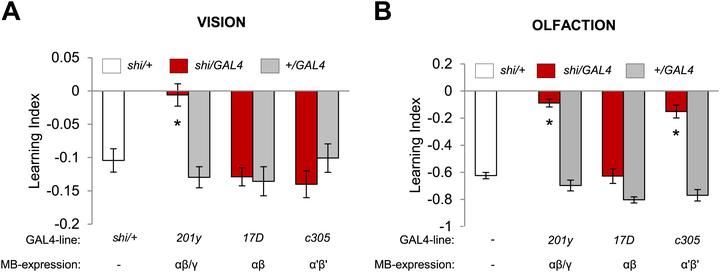 A
VISION
0.05
0
-0.05
-0.1
-0.15
-0.2
Learning Index
shi/+
shi/GAL4
+/GAL4
*
GAL4-line:
shi/+
201y
17D
c305
MB-expression:
-
αβ/γ
αβ
α'β'
B
OLFACTION
0.2
0
-0.2
-0.4
-0.6
-0.8
-1
Learning Index
shi/+
shi/GAL4
+/GAL4
*
*
GAL4-line:
-
201y
17D
c305
MB-expression:
-
αβ/γ
αβ
α'β'